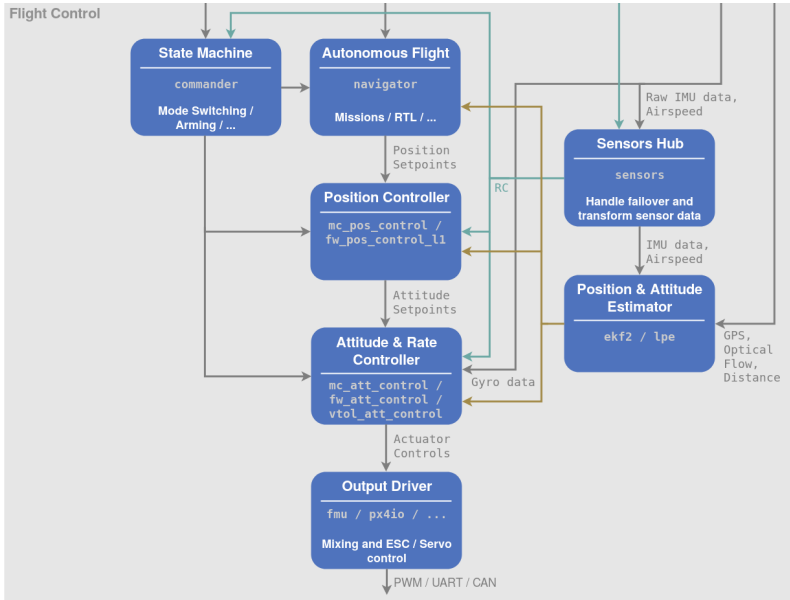 Flight Control
State Machine
commander
Mode Switching /
Arming / ...
Autonomous Flight
navigator
Missions / RTL / ...
Raw IMU data,
Airspeed
Sensors Hub
sensors
Handle failover and
transform sensor data
Position
Setpoints
RC
Position Controller
mc_pos_control /
fw_pos_control_l1
IMU data,
Airspeed
Position & Attitude
Estimator
ekf2 / lpe
GPS,
Optical
Flow,
Distance
Attitude
Setpoints
Attitude & Rate
Controller
mc_att_control /
fw_att_control /
vtol_att_control
Gyro data
Actuator
Controls
Output Driver
fmu / px4io / ...
Mixing and ESC / Servo
control
PWM / UART / CAN